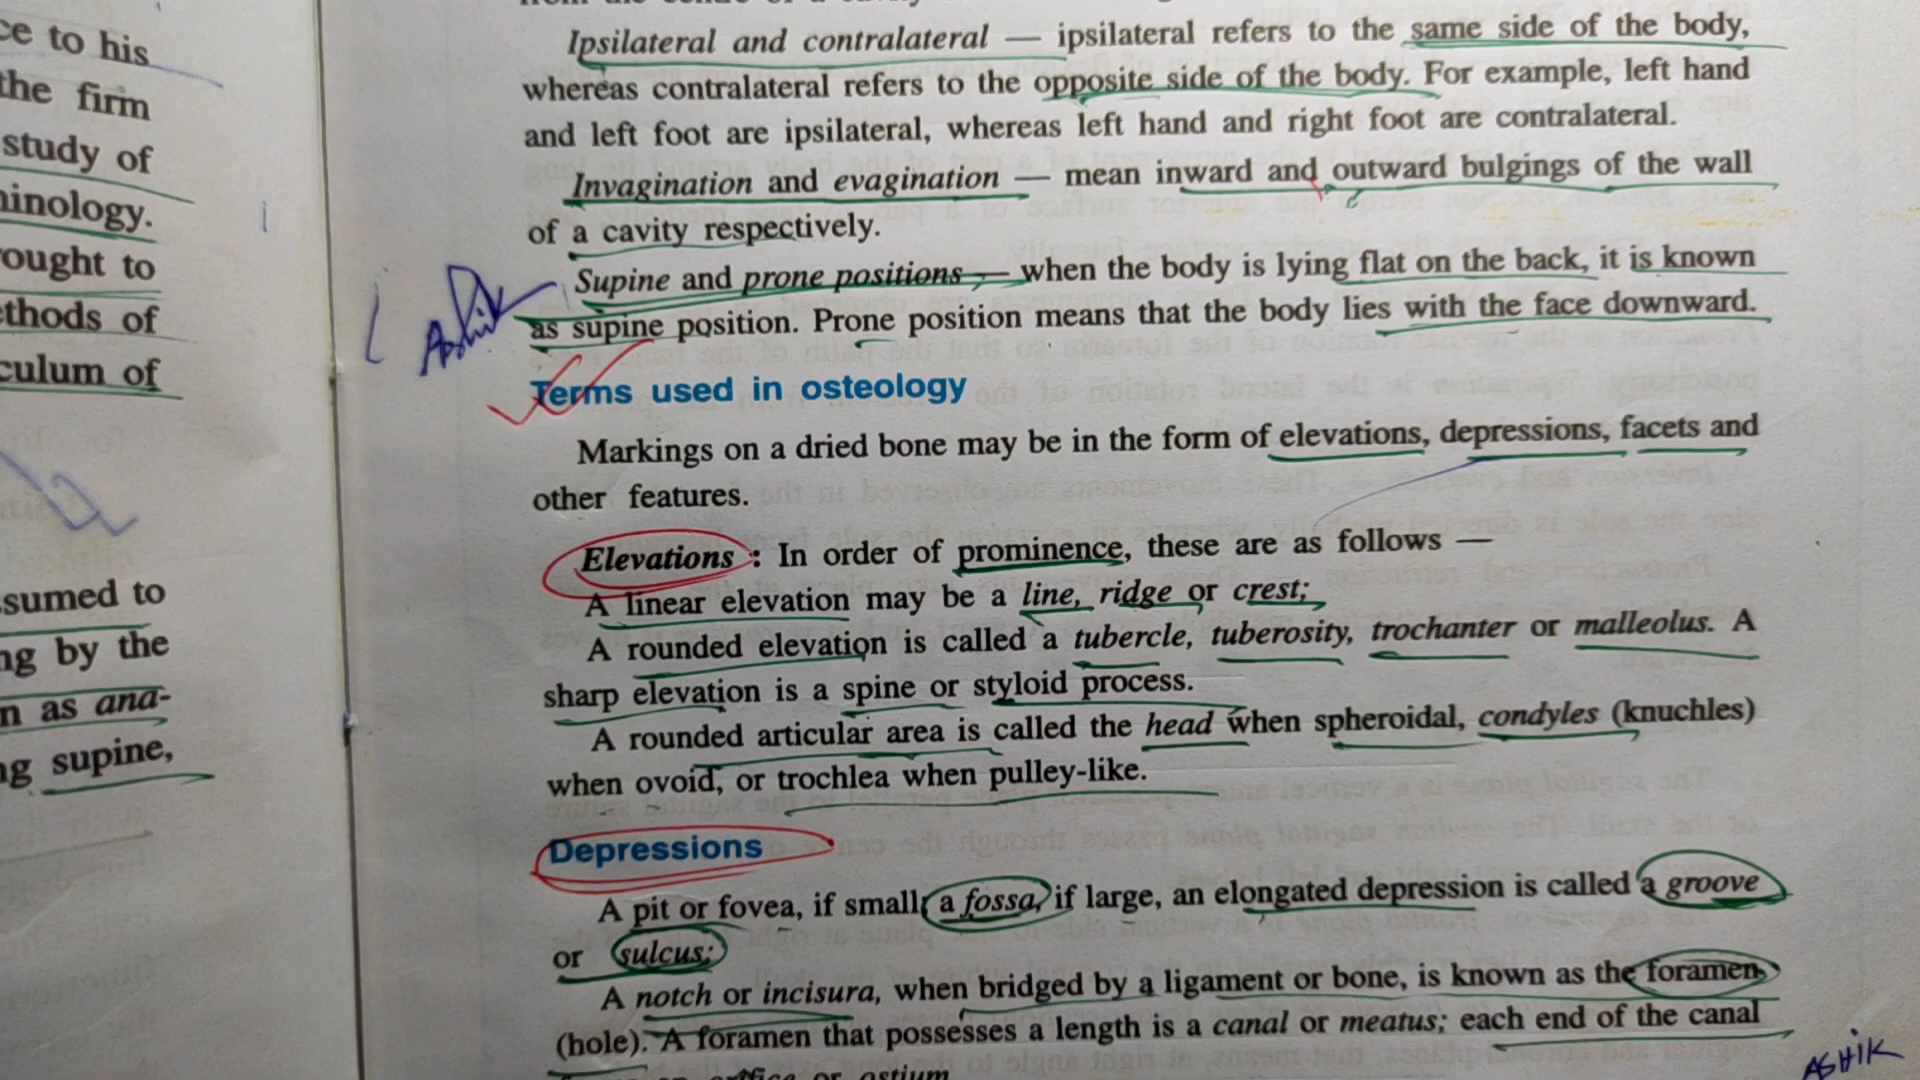 ce to his
the firm
study of
ninology.
ought to
thods of
culum of
sumed to
ng by the
n as ana-
ng supine,
Ipsilateral and contralateral — ipsilateral refers to the same side of the body,
whereas contralateral refers to the opposite side of the body. For example, left hand
and left foot are ipsilateral, whereas left hand and right foot are contralateral.
Invagination and evagination — mean inward and outward bulgings of the wall
of a cavity respectively.
Ashik
Supine and prone positions — when the body is lying flat on the back, it is known
as supine position. Prone position means that the body lies with the face downward.
Terms used in osteology
Markings on a dried bone may be in the form of elevations, depressions, facets and
other features.
Elevations : In order of prominence, these are as follows —
A linear elevation may be a line, ridge or crest;
A rounded elevation is called a tubercle, tuberosity, trochanter or malleolus. A
sharp elevation is a spine or styloid process.
A rounded articular area is called the head when spheroidal, condyles (knuchles)
when ovoid, or trochlea when pulley-like.
Depressions
A pit or fovea, if small; a fossa, if large, an elongated depression is called a groove
or sulcus;
A notch or incisura, when bridged by a ligament or bone, is known as the foramen
(hole). A foramen that possesses a length is a canal or meatus; each end of the canal
or ostium
ASHIK